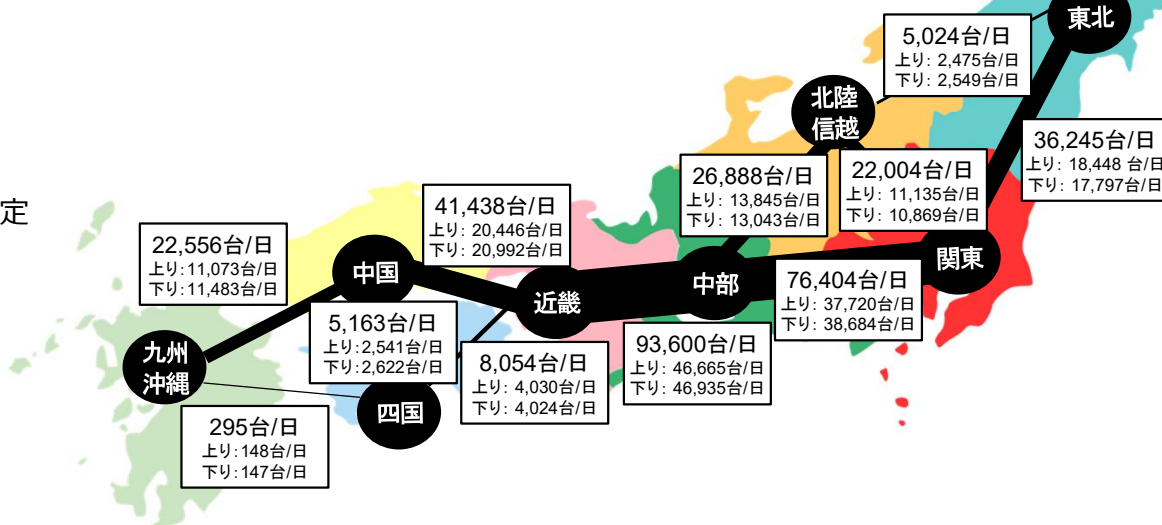 東北
5,024台/日
上り: 2,475台/日
下り: 2,549台/日
北陸
信越
36,245台/日
上り: 18,448 台/日
下り: 17,797台/日
26,888台/日
上り: 13,845台/日
下り: 13,043台/日
22,004台/日
上り: 11,135台/日
下り: 10,869台/日
定
41,438台/日
上り: 20,446台/日
下り: 20,992台/日
22,556台/日
上り:11,073台/日
下り:11,483台/日
中国
近畿
中部
関東
76,404台/日
上り: 37,720台/日
下り: 38,684台/日
5,163台/日
上り:2,541台/日
下り:2,622台/日
93,600台/日
上り: 46,665台/日
下り: 46,935台/日
8,054台/日
上り: 4,030台/日
下り: 4,024台/日
九州
沖縄
四国
295台/日
上り:148台/日
下り:147台/日